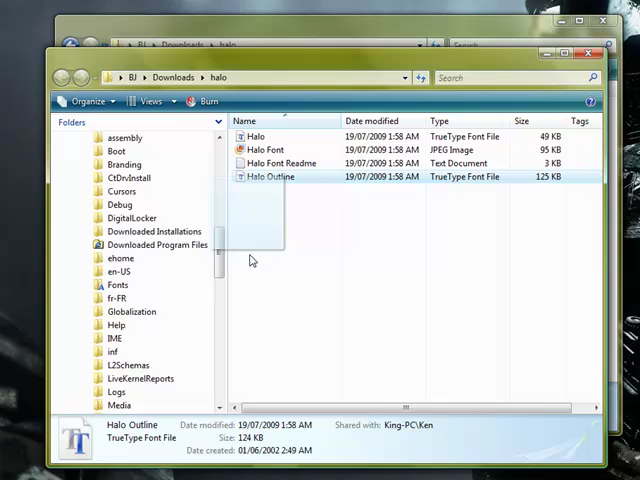 BJ Downloads halo
BJ Downloads halo Search
Organize Views Burn
Folders Name Date modified Type Size Tags
assembly
Boot
Branding
CtDrvInstall
Cursors
Debug
DigitalLocker
Downloaded Installations
Downloaded Program Files
ehome
en-US
Fonts
fr-FR
Globalization
Help
IME
inf
L2Schemas
LiveKernelReports
Logs
Media
Halo 19/07/2009 1:58 AM TrueType Font File 49 KB
Halo Font 19/07/2009 1:58 AM JPEG Image 95 KB
Halo Font Readme 19/07/2009 1:58 AM Text Document 3 KB
Halo Outline 19/07/2009 1:58 AM TrueType Font File 125 KB
Halo Outline Date modified: 19/07/2009 1:58 AM Shared with: King-PC\Ken
TrueType Font File Size: 124 KB
Date created: 01/06/2002 2:49 AM